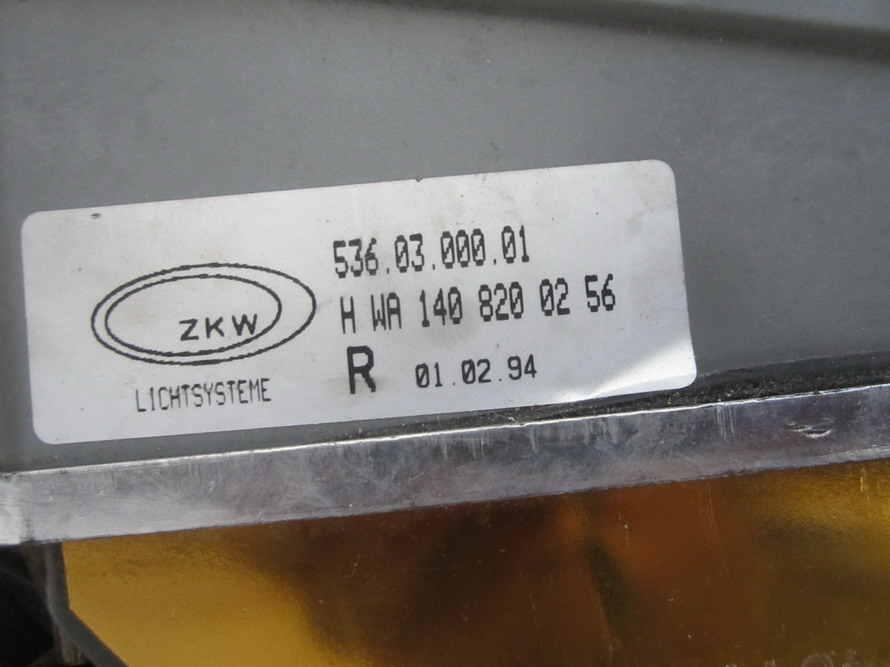 ZKW
LICHTSYSTEME
536.03.000.01
H WA 140 820 02 56
R 01.02.94